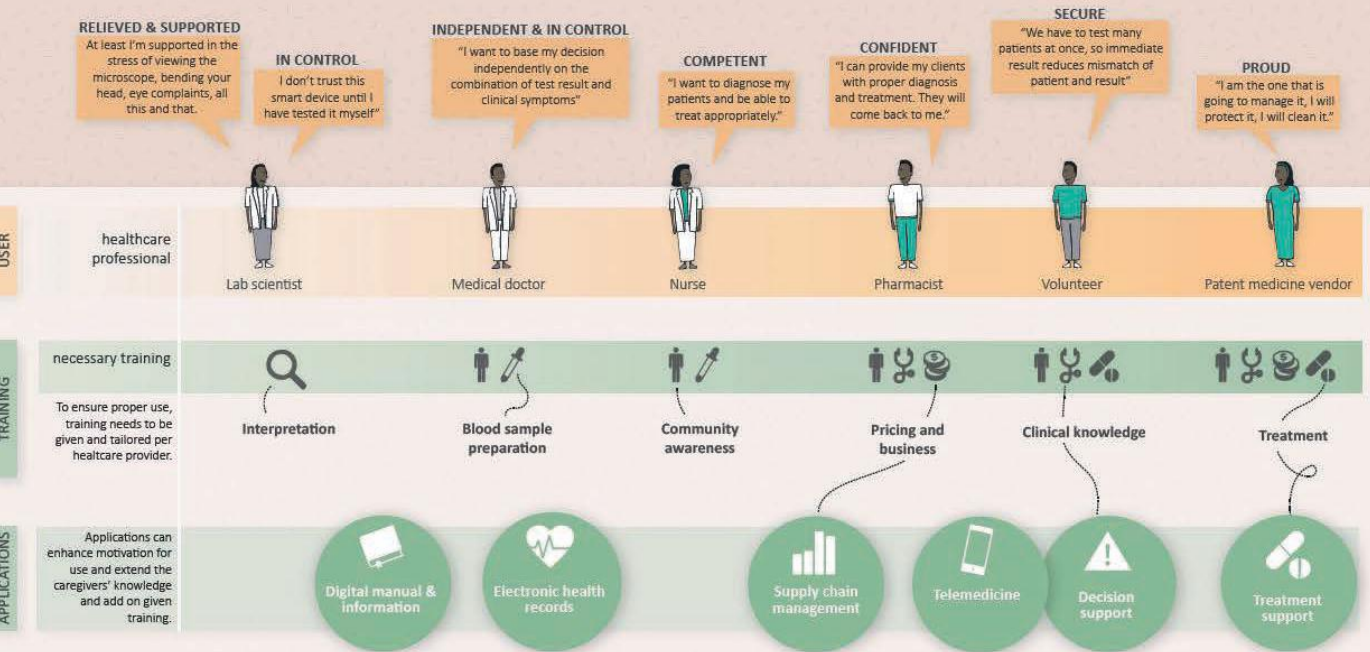 RELIEVED & SUPPORTED
At least I'm supported in the
stress of viewing the
microscope, bending your
head, eye complaints, all
this and that.
IN CONTROL
I don't trust this
smart device until I
have tested it myself"
INDEPENDENT & IN CONTROL
"I want to base my decision
independently on the
combination of test result and
clinical symptoms"
COMPETENT
"I want to diagnose my
patients and be able to
treat appropriately."
CONFIDENT
"I can provide my clients
with proper diagnosis
and treatment. They will
come back to me."
SECURE
"We have to test many
patients at once, so immediate
result reduces mismatch of
patient and result"
PROUD
"I am the one that is
going to manage it, I will
protect it, I will clean it."
USER
healthcare
professional
Lab scientist
Medical doctor
Nurse
Pharmacist
Volunteer
Patent medicine vendor
TRAINING
necessary training
To ensure proper use,
training needs to be
given and tailored per
healtcare provider.
Interpretation
Blood sample
preparation
Community
awareness
Pricing and
business
Clinical knowledge
Treatment
APPLICATIONS
Applications can
enhance motivation for
use and extend the
caregivers' knowledge
and add on given
training.
Digital manual &
information
Electronic health
records
Supply chain
management
Telemedicine
Decision
support
Treatment
support